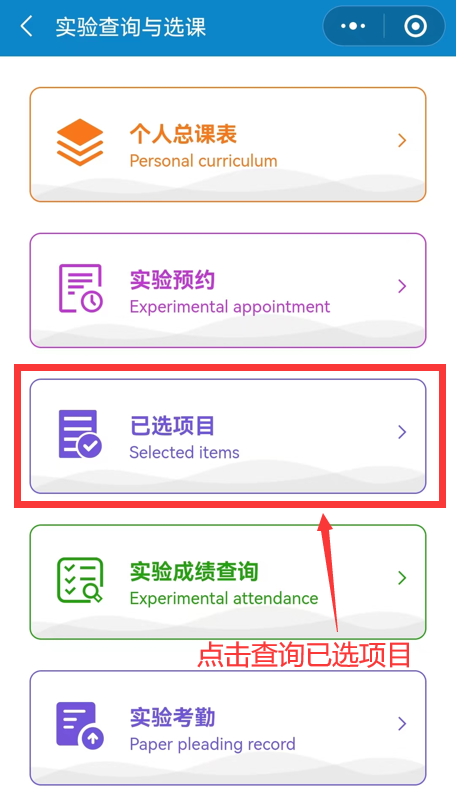 实验查询与选课
个人总课表
Personal curriculum
实验预约
Experimental appointment
已选项目
Selected items
实验成绩查询
Experimental attendance
点击查询已选项目
实验考勤
Paper pleading record